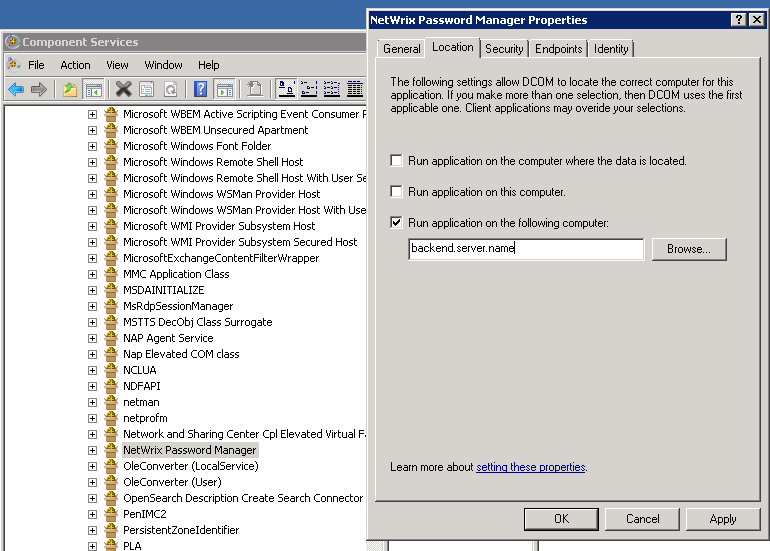 Component Services
File Action View Window Help
Microsoft WBEM Active Scripting Event Consumer
Microsoft WBEM Unsecured Apartment
Microsoft Windows Font Folder
Microsoft Windows Remote Shell Host
Microsoft Windows Remote Shell Host With User Se
Microsoft Windows WSMan Provider Host
Microsoft Windows WSMan Provider Host With Use
Microsoft WMI Provider Subsystem Host
Microsoft WMI Provider Subsystem Secured Host
MicrosoftExchangeContentFilterWrapper
MMC Application Class
MSDAINITIALIZE
MsRdpSessionManager
MSTTS DecObj Class Surrogate
NAP Agent Service
Nap Elevated COM class
NCLUA
NDFAPI
netman
netprofm
Network and Sharing Center Cpl Elevated Virtual
NetWrix Password Manager
OleConverter (LocalService)
OleConverter (User)
OpenSearch Description Create Search Connector
PenIMC2
PersistentZoneIdentifier
PLA
NetWrix Password Manager Properties
General Location Security Endpoints Identity
The following settings allow DCOM to locate the correct computer for this
application. If you make more than one selection, then DCOM uses the first
applicable one. Client applications may overide your selections.
Run application on the computer where the data is located.
Run application on this computer.
Run application on the following computer:
backend.server.name
Browse...
Learn more about setting these properties.
OK Cancel Apply